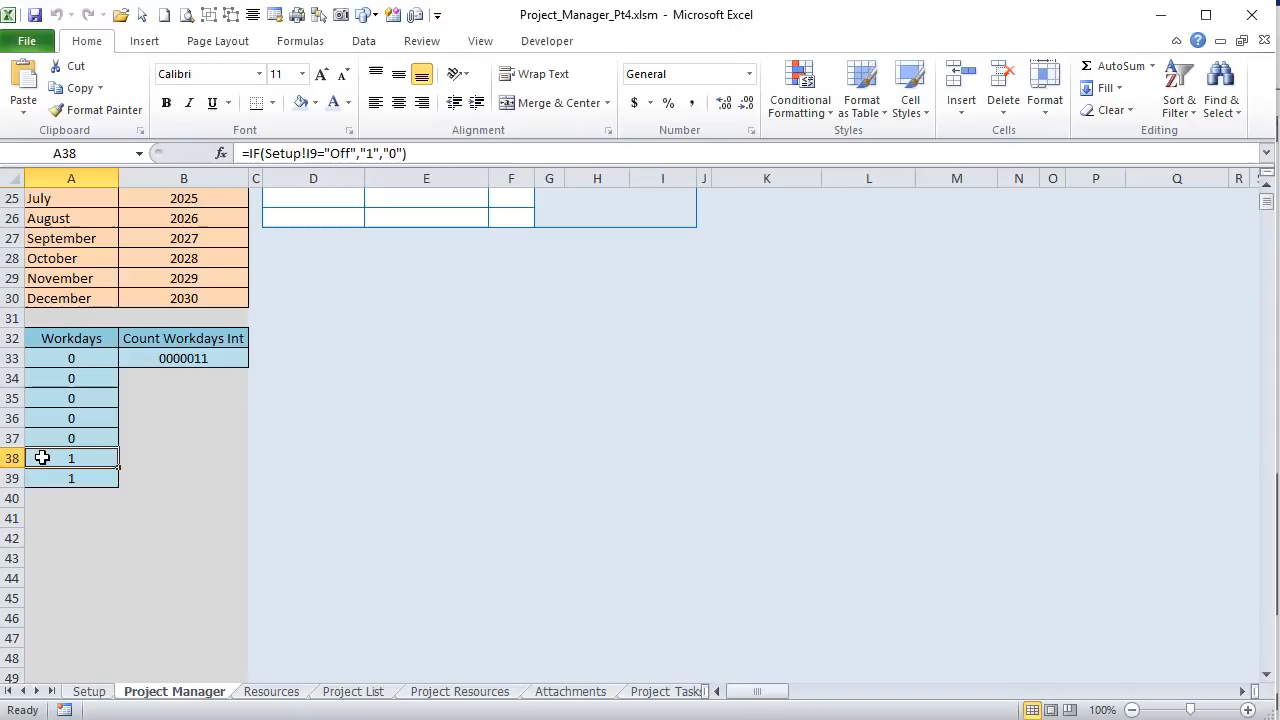 Project_Manager_Pt4.xlsm - Microsoft Excel
File Home Insert Page Layout Formulas Data Review View Developer
Paste
Cut
Copy
Format Painter
Clipboard
Calibri 11
B I U
Font
Wrap Text
Merge & Center
Alignment
General
$ % ,
Number
Conditional Formatting
Format as Table
Cell Styles
Styles
Insert
Delete
Format
Cells
AutoSum
Fill
Clear
Sort & Filter
Find & Select
Editing
A38 fx =IF(Setup!I9="Off","1","0")
A B C D E F G H I J K L M N O P Q R
25 July 2025
26 August 2026
27 September 2027
28 October 2028
29 November 2029
30 December 2030
31
32 Workdays Count Workdays Int
33 0 0000011
34 0
35 0
36 0
37 0
38 1
39 1
40
41
42
43
44
45
46
47
48
49
Setup Project Manager Resources Project List Project Resources Attachments Project Tasks
Ready 100%